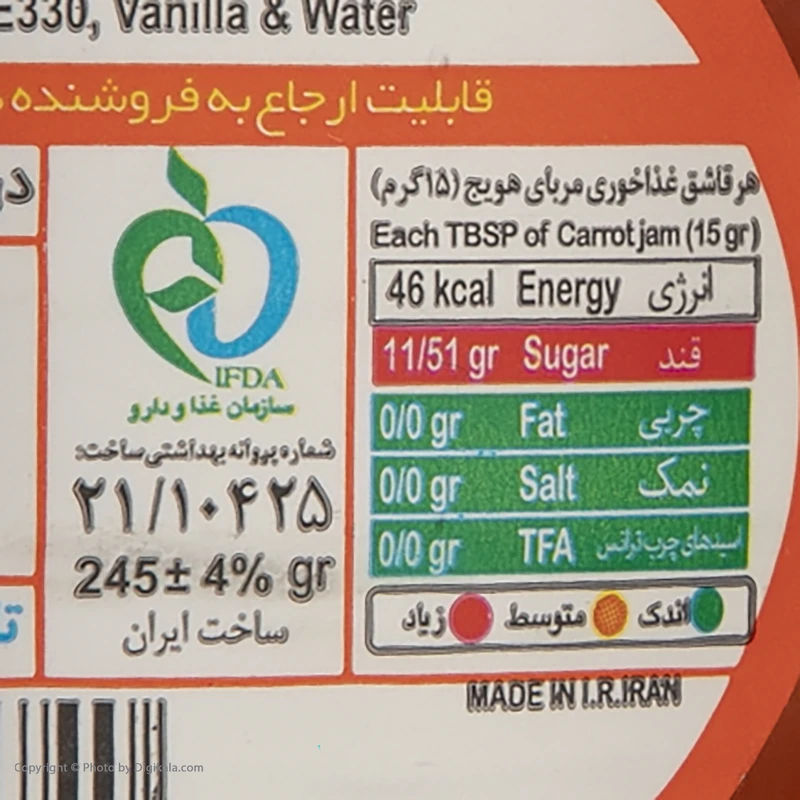 E330, Vanilla & Water
قابلیت ارجاع به فروشنده
IFDA
سازمان غذا و دارو
شماره پروانه بهداشتی ساخت:
۲۱/۱۰۴۲۵
245± 4% gr
ساخت ایران
هر قاشق غذاخوری مربای هویج (۱۵گرم)
Each TBSP of Carrot jam (15 gr)
46 kcal Energy انرژی
11/51 gr Sugar قند
0/0 gr Fat چربی
0/0 gr Salt نمک
0/0 gr TFA اسیدهای چرب ترانس
اندک متوسط زیاد
MADE IN I.R.IRAN
Copyright © Photo by Digikala.com